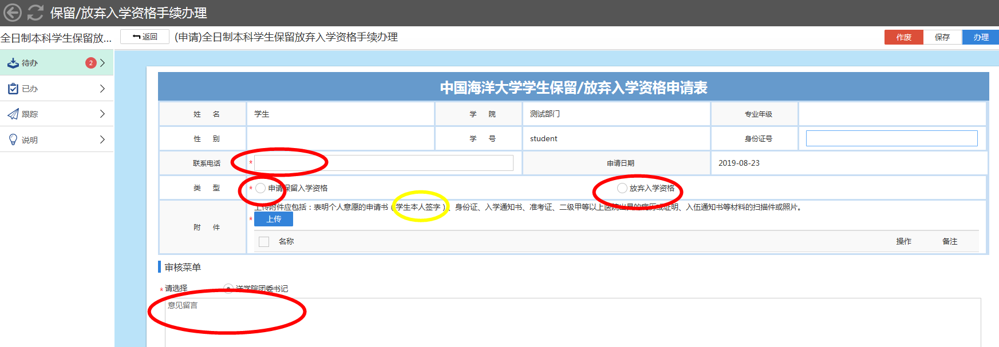 保留/放弃入学资格手续办理
全日制本科学生保留放... 返回 (申请)全日制本科学生保留放弃入学资格手续办理 作废 保存 办理
待办 2
已办
跟踪
说明
中国海洋大学学生保留/放弃入学资格申请表
姓 名 学生 学 院 测试部门 专业年级
性 别 学 号 student 身份证号
联系电话 * 申请日期 2019-08-23
类 型 * 申请保留入学资格 放弃入学资格
上传附件应包括：表明个人意愿的申请书（学生本人签字）、身份证、入学通知书、准考证、二级甲等以上医院出具的病历或证明、入伍通知书等材料的扫描件或照片。
* 上传
附 件
名称 操作 备注
审核菜单
* 请选择 送学院团委书记
意见留言